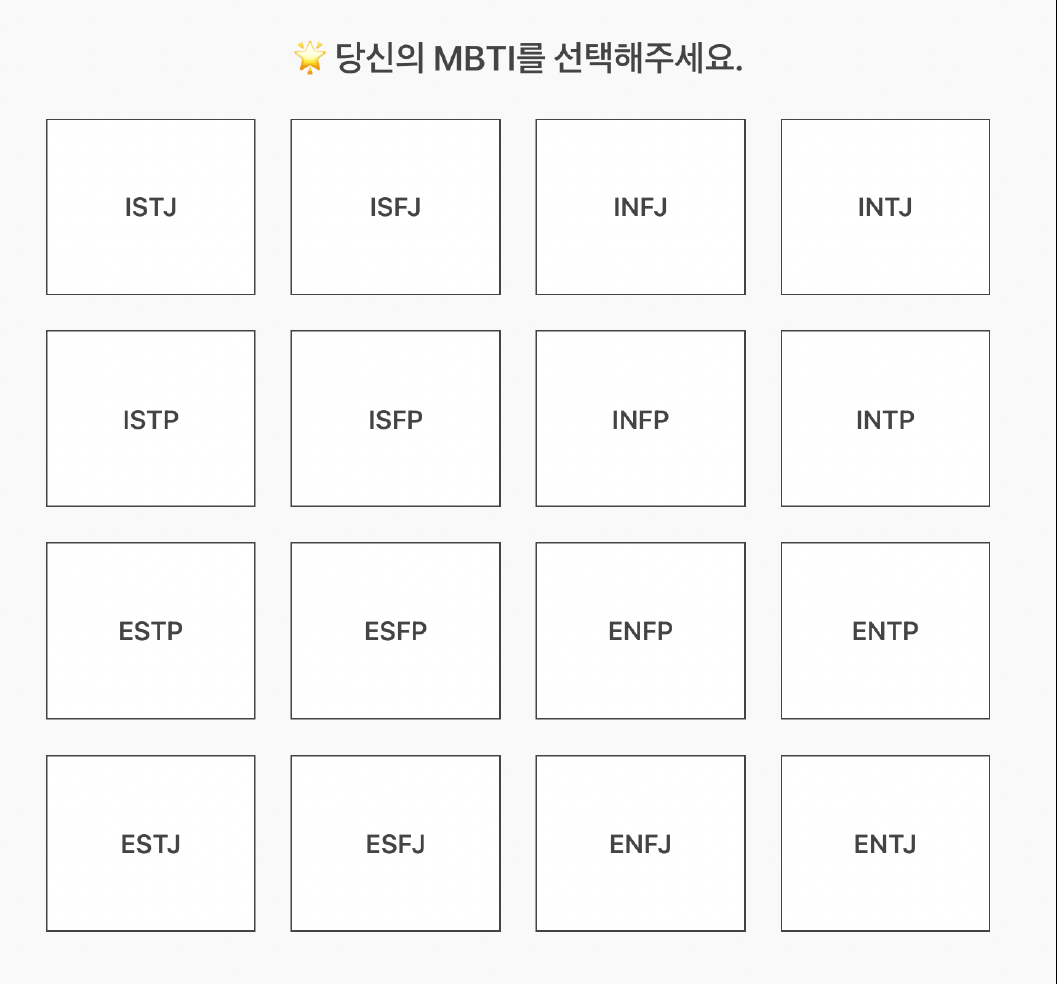 🌟 당신의 MBTI를 선택해주세요.
ISTJ ISFJ INFJ INTJ
ISTP ISFP INFP INTP
ESTP ESFP ENFP ENTP
ESTJ ESFJ ENFJ ENTJ